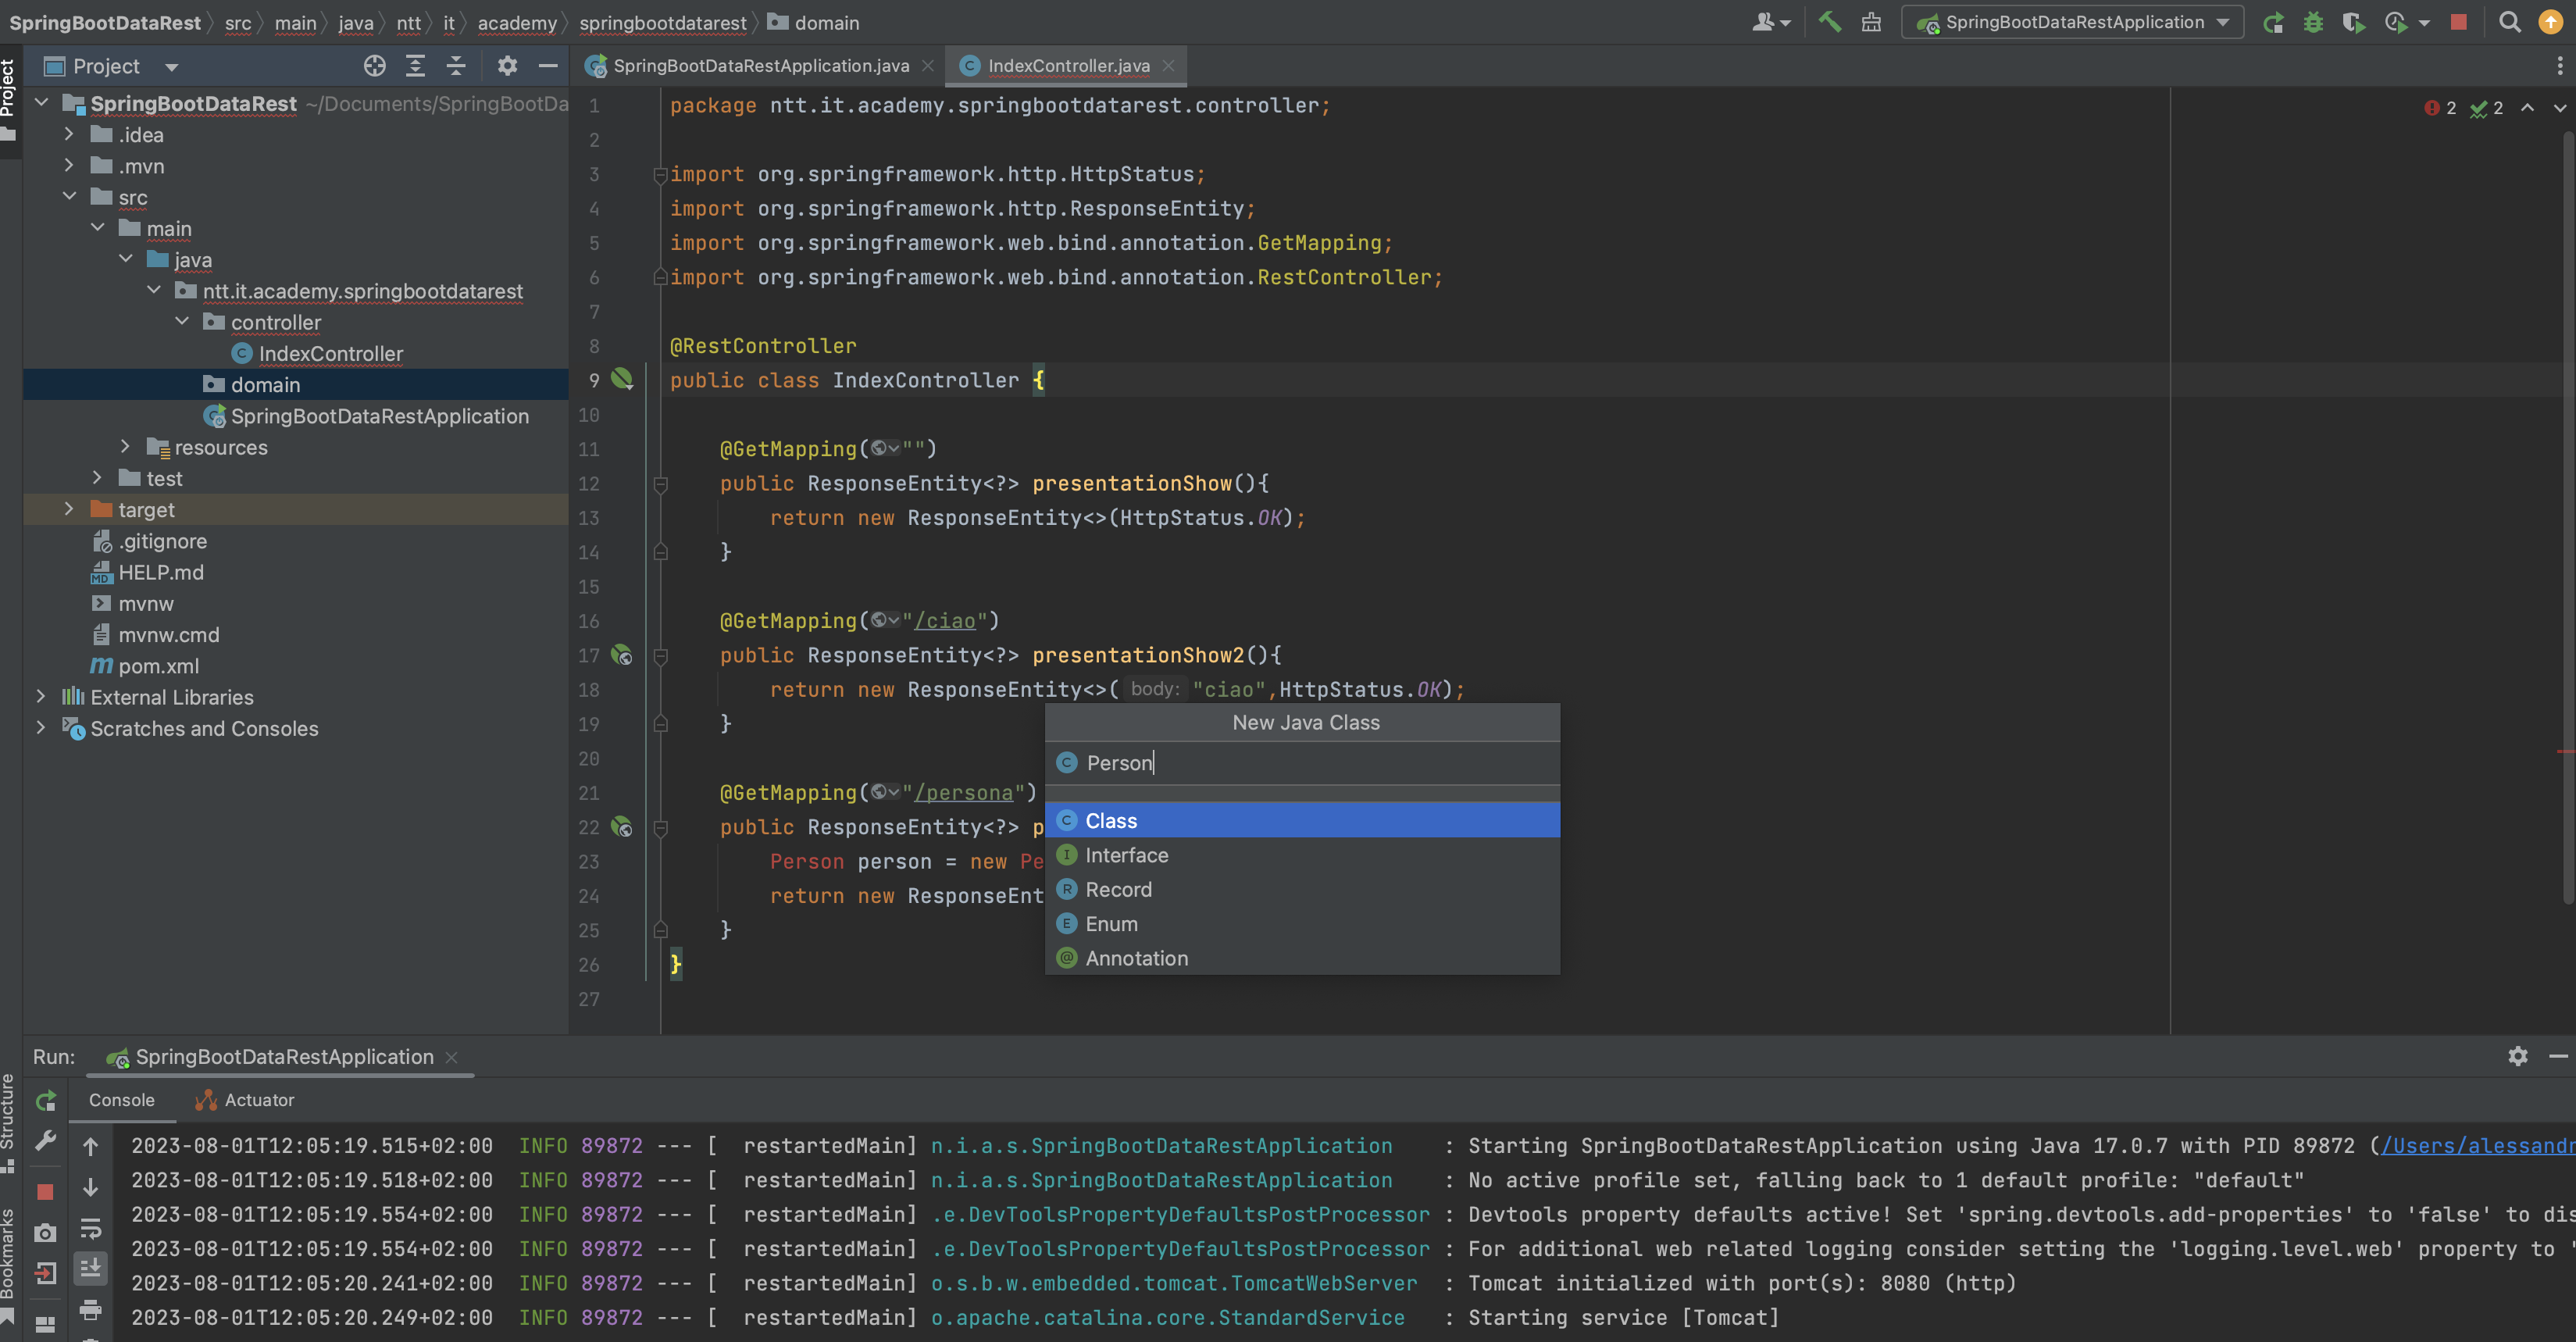 SpringBootDataRest src main java ntt it academy springbootdatarest domain
SpringBootDataRestApplication
Project
SpringBootDataRestApplication.java
IndexController.java
Project
SpringBootDataRest ~/Documents/SpringBootDa
.idea
.mvn
src
main
java
ntt.it.academy.springbootdatarest
controller
IndexController
domain
SpringBootDataRestApplication
resources
test
target
.gitignore
HELP.md
mvnw
mvnw.cmd
pom.xml
External Libraries
Scratches and Consoles
2 2
1 package ntt.it.academy.springbootdatarest.controller;
2
3 import org.springframework.http.HttpStatus;
4 import org.springframework.http.ResponseEntity;
5 import org.springframework.web.bind.annotation.GetMapping;
6 import org.springframework.web.bind.annotation.RestController;
7
8 @RestController
9 public class IndexController {
10
11 @GetMapping("")
12 public ResponseEntity<?> presentationShow(){
13 return new ResponseEntity<>(HttpStatus.OK);
14 }
15
16 @GetMapping("/ciao")
17 public ResponseEntity<?> presentationShow2(){
18 return new ResponseEntity<>( body: "ciao",HttpStatus.OK);
19 }
20
21 @GetMapping("/persona")
22 public ResponseEntity<?> p
23 Person person = new Pe
24 return new ResponseEnt
25 }
26 }
27
New Java Class
Person
Class
Interface
Record
Enum
Annotation
Run: SpringBootDataRestApplication
Console Actuator
Structure
Bookmarks
2023-08-01T12:05:19.515+02:00 INFO 89872 --- [ restartedMain] n.i.a.s.SpringBootDataRestApplication : Starting SpringBootDataRestApplication using Java 17.0.7 with PID 89872 (/Users/alessandr
2023-08-01T12:05:19.518+02:00 INFO 89872 --- [ restartedMain] n.i.a.s.SpringBootDataRestApplication : No active profile set, falling back to 1 default profile: "default"
2023-08-01T12:05:19.554+02:00 INFO 89872 --- [ restartedMain] .e.DevToolsPropertyDefaultsPostProcessor : Devtools property defaults active! Set 'spring.devtools.add-properties' to 'false' to dis
2023-08-01T12:05:19.554+02:00 INFO 89872 --- [ restartedMain] .e.DevToolsPropertyDefaultsPostProcessor : For additional web related logging consider setting the 'logging.level.web' property to '
2023-08-01T12:05:20.241+02:00 INFO 89872 --- [ restartedMain] o.s.b.w.embedded.tomcat.TomcatWebServer : Tomcat initialized with port(s): 8080 (http)
2023-08-01T12:05:20.249+02:00 INFO 89872 --- [ restartedMain] o.apache.catalina.core.StandardService : Starting service [Tomcat]